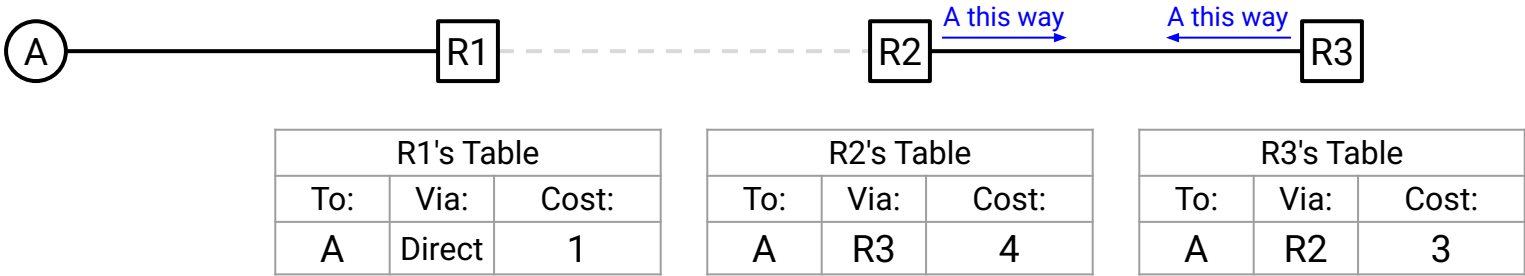 A this way
A this way
A
R1
R2
R3
R1's Table
To: Via: Cost:
A Direct 1
R2's Table
To: Via: Cost:
A R3 4
R3's Table
To: Via: Cost:
A R2 3